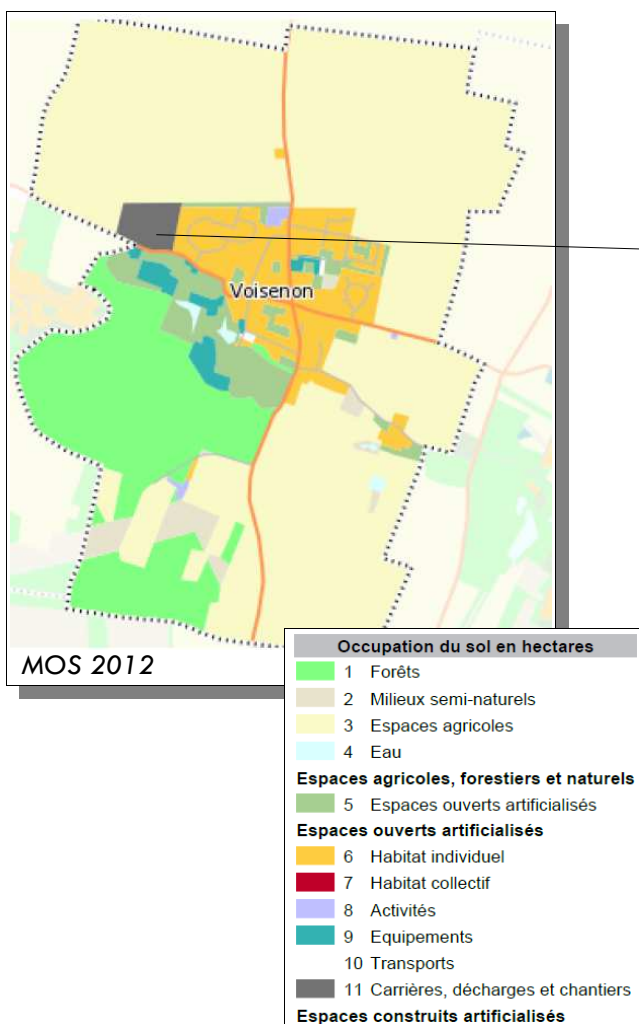 Voisenon
MOS 2012
Occupation du sol en hectares
1 Forêts
2 Milieux semi-naturels
3 Espaces agricoles
4 Eau
Espaces agricoles, forestiers et naturels
5 Espaces ouverts artificialisés
Espaces ouverts artificialisés
6 Habitat individuel
7 Habitat collectif
8 Activités
9 Equipements
10 Transports
11 Carrières, décharges et chantiers
Espaces construits artificialisés